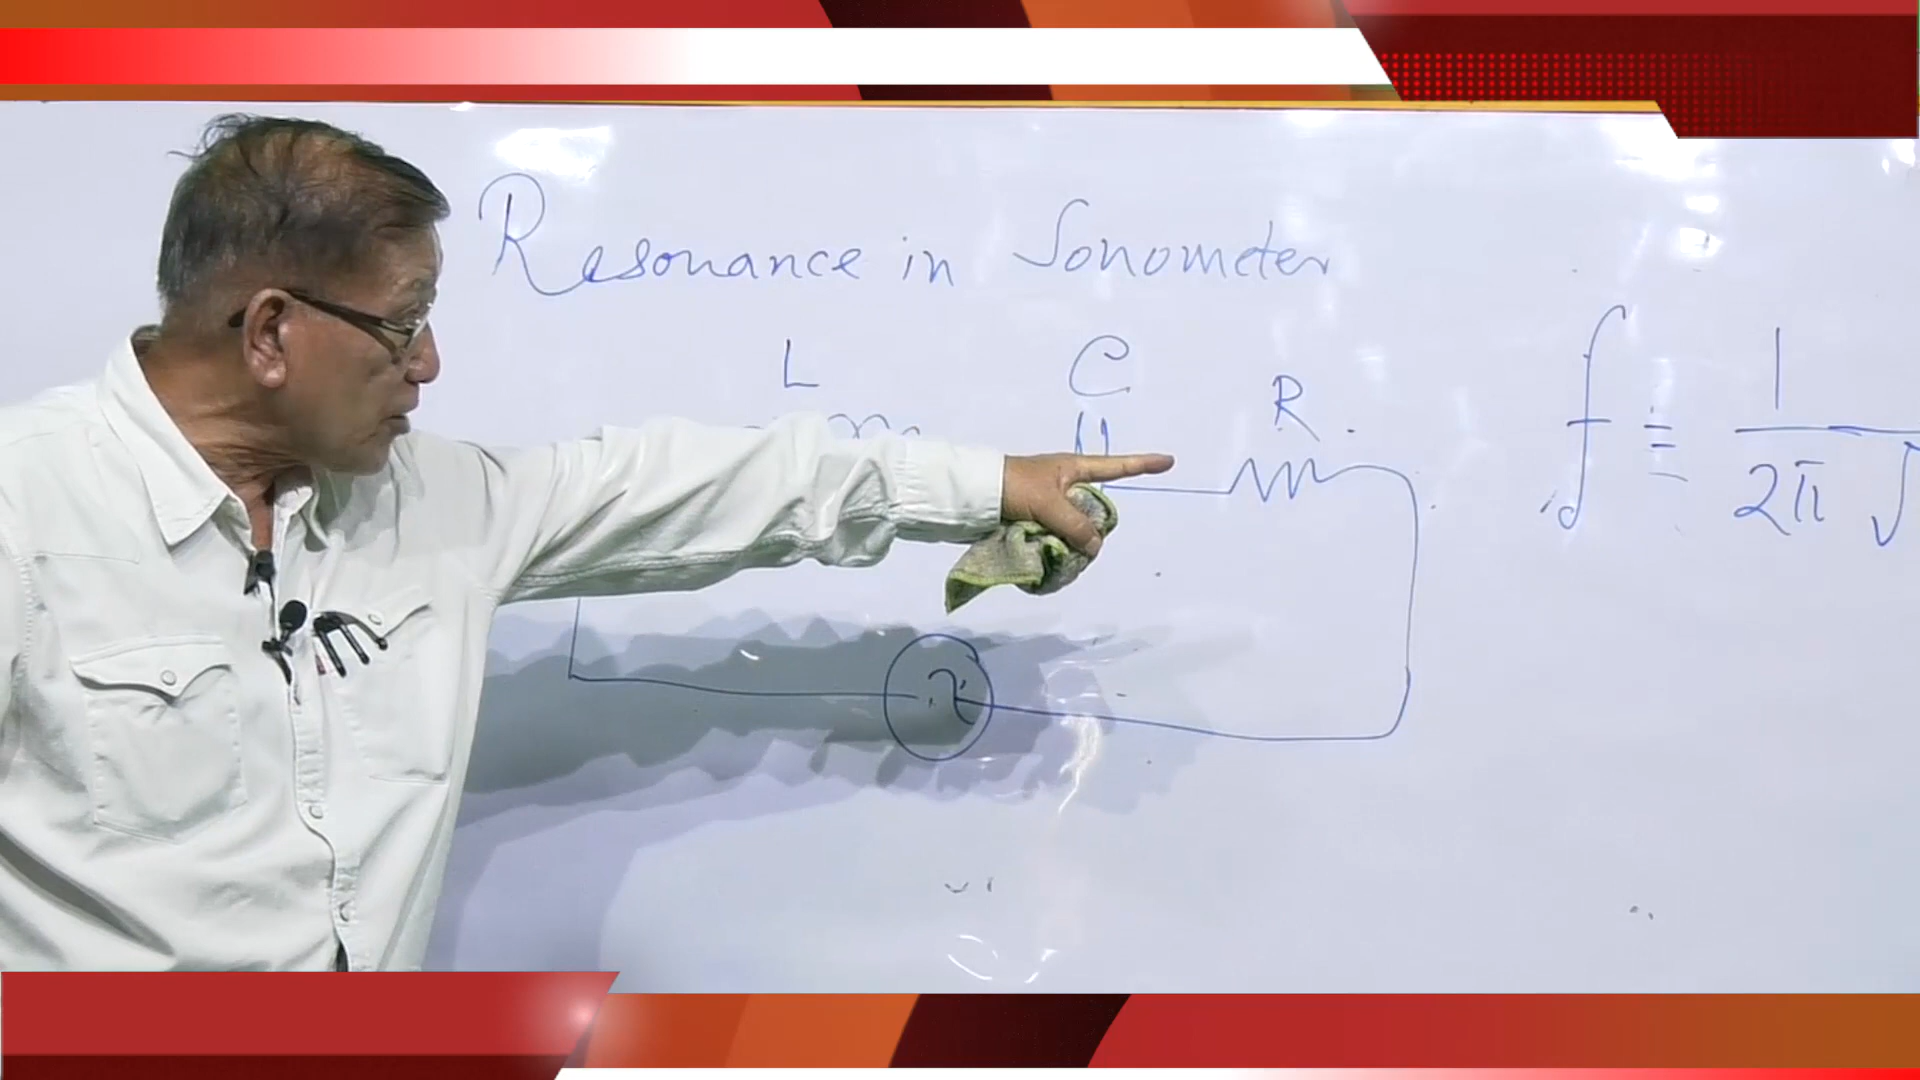 Resonance in Sonometer
L C R
f = 1
2π √